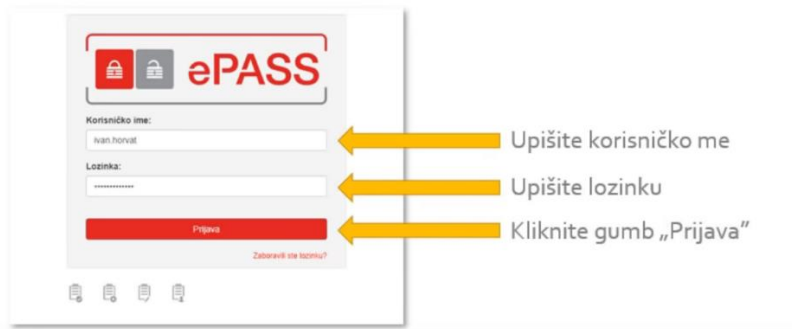 ePASS
Korisničko ime:
ivan.horvat
Upišite korisničko me
Lozinka:
Upišite lozinku
Prijava
Kliknite gumb „Prijava”
Zaboravili ste lozinku?